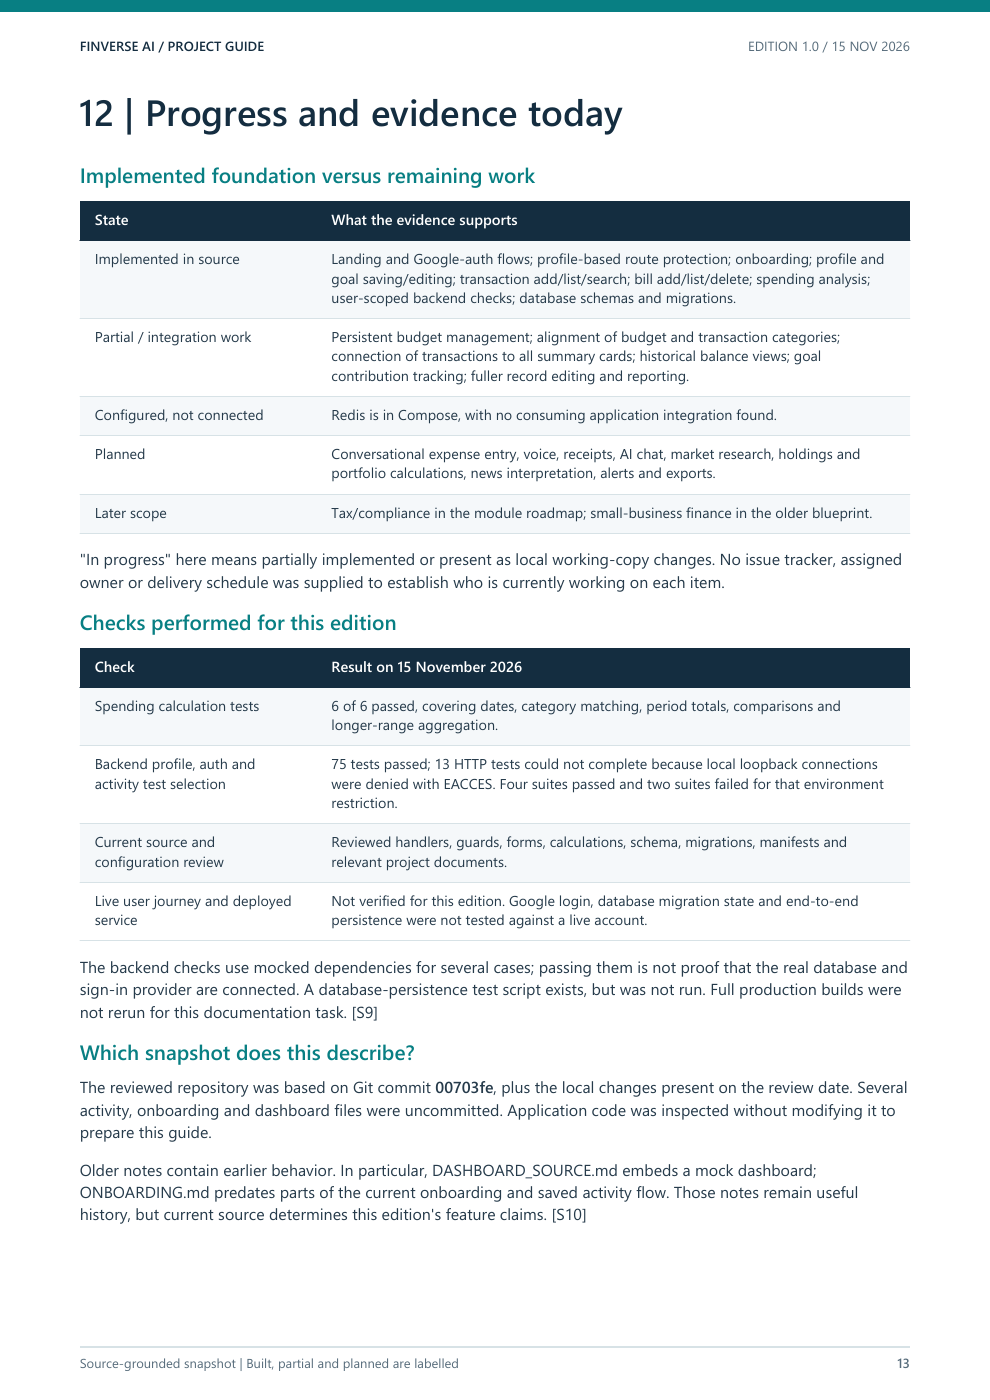 FINVERSE AI / PROJECT GUIDE
EDITION 1.0 / 15 NOV 2026
12 | Progress and evidence today
Implemented foundation versus remaining work
State
What the evidence supports
Implemented in source
Landing and Google-auth flows; profile-based route protection; onboarding; profile and
goal saving/editing; transaction add/list/search; bill add/list/delete; spending analysis;
user-scoped backend checks; database schemas and migrations.
Partial / integration work
Persistent budget management; alignment of budget and transaction categories;
connection of transactions to all summary cards; historical balance views; goal
contribution tracking; fuller record editing and reporting.
Configured, not connected
Redis is in Compose, with no consuming application integration found.
Planned
Conversational expense entry, voice, receipts, AI chat, market research, holdings and
portfolio calculations, news interpretation, alerts and exports.
Later scope
Tax/compliance in the module roadmap; small-business finance in the older blueprint.
"In progress" here means partially implemented or present as local working-copy changes. No issue tracker, assigned
owner or delivery schedule was supplied to establish who is currently working on each item.
Checks performed for this edition
Check
Result on 15 November 2026
Spending calculation tests
6 of 6 passed, covering dates, category matching, period totals, comparisons and
longer-range aggregation.
Backend profile, auth and
activity test selection
75 tests passed; 13 HTTP tests could not complete because local loopback connections
were denied with EACCES. Four suites passed and two suites failed for that environment
restriction.
Current source and
configuration review
Reviewed handlers, guards, forms, calculations, schema, migrations, manifests and
relevant project documents.
Live user journey and deployed
service
Not verified for this edition. Google login, database migration state and end-to-end
persistence were not tested against a live account.
The backend checks use mocked dependencies for several cases; passing them is not proof that the real database and
sign-in provider are connected. A database-persistence test script exists, but was not run. Full production builds were
not rerun for this documentation task. [S9]
Which snapshot does this describe?
The reviewed repository was based on Git commit 00703fe, plus the local changes present on the review date. Several
activity, onboarding and dashboard files were uncommitted. Application code was inspected without modifying it to
prepare this guide.
Older notes contain earlier behavior. In particular, DASHBOARD_SOURCE.md embeds a mock dashboard;
ONBOARDING.md predates parts of the current onboarding and saved activity flow. Those notes remain useful
history, but current source determines this edition's feature claims. [S10]
Source-grounded snapshot | Built, partial and planned are labelled
13